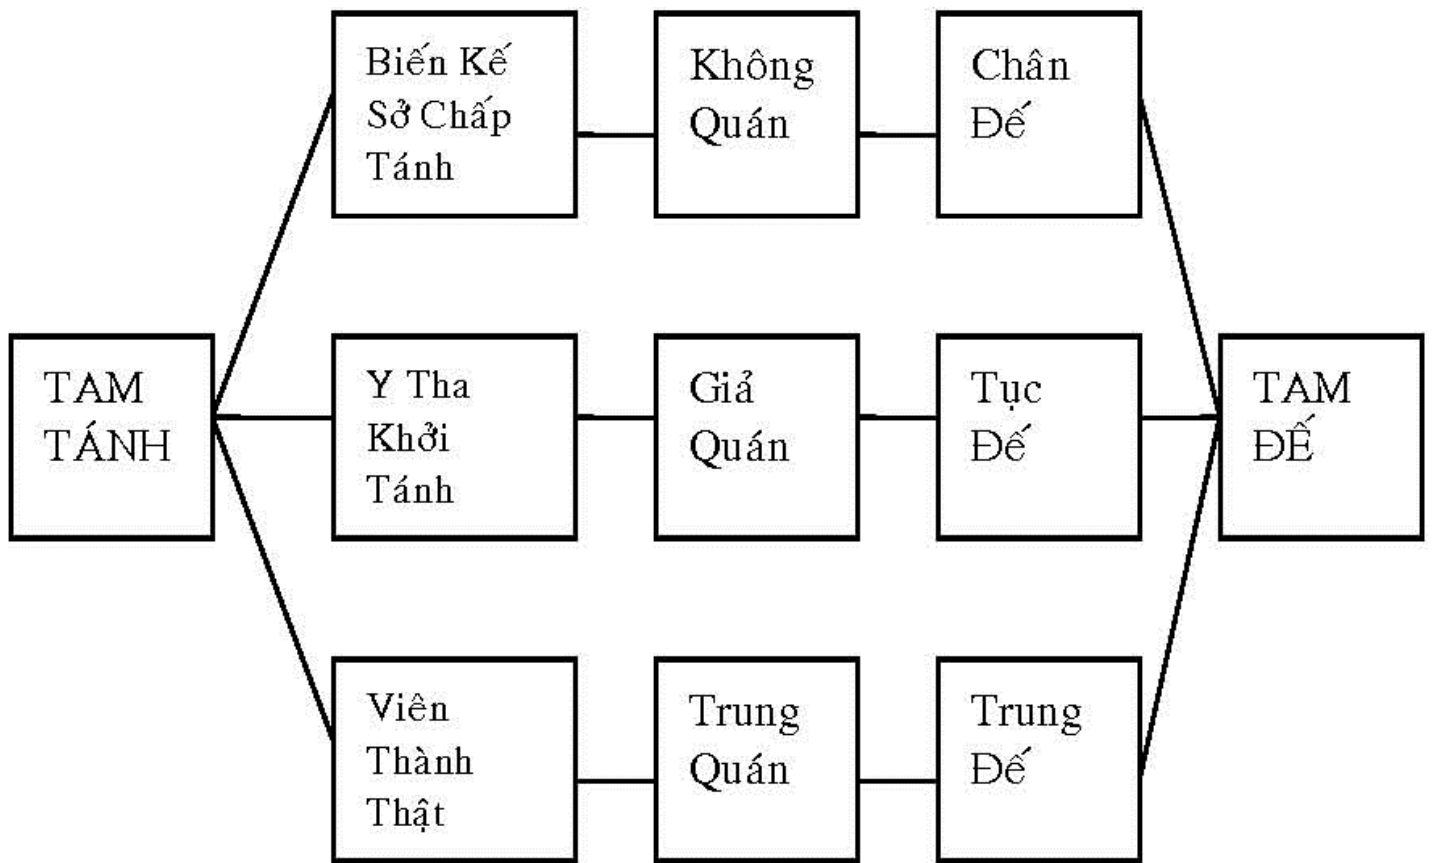 Biến Kế
Sở Chấp
Tánh
Không
Quán
Chân
Đế
TAM
TÁNH
Y Tha
Khởi
Tánh
Giả
Quán
Tục
Đế
TAM
ĐẾ
Viên
Thành
Thật
Trung
Quán
Trung
Đế